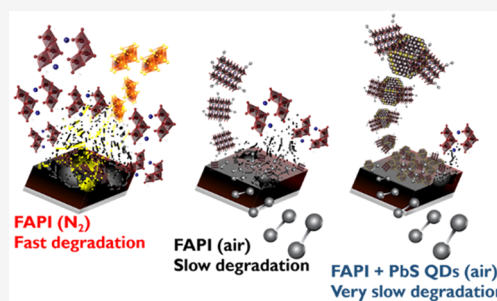 FAPI (N₂)
Fast degradation
FAPI (air)
Slow degradation
FAPI + PbS QDs (air)
Very slow degradation